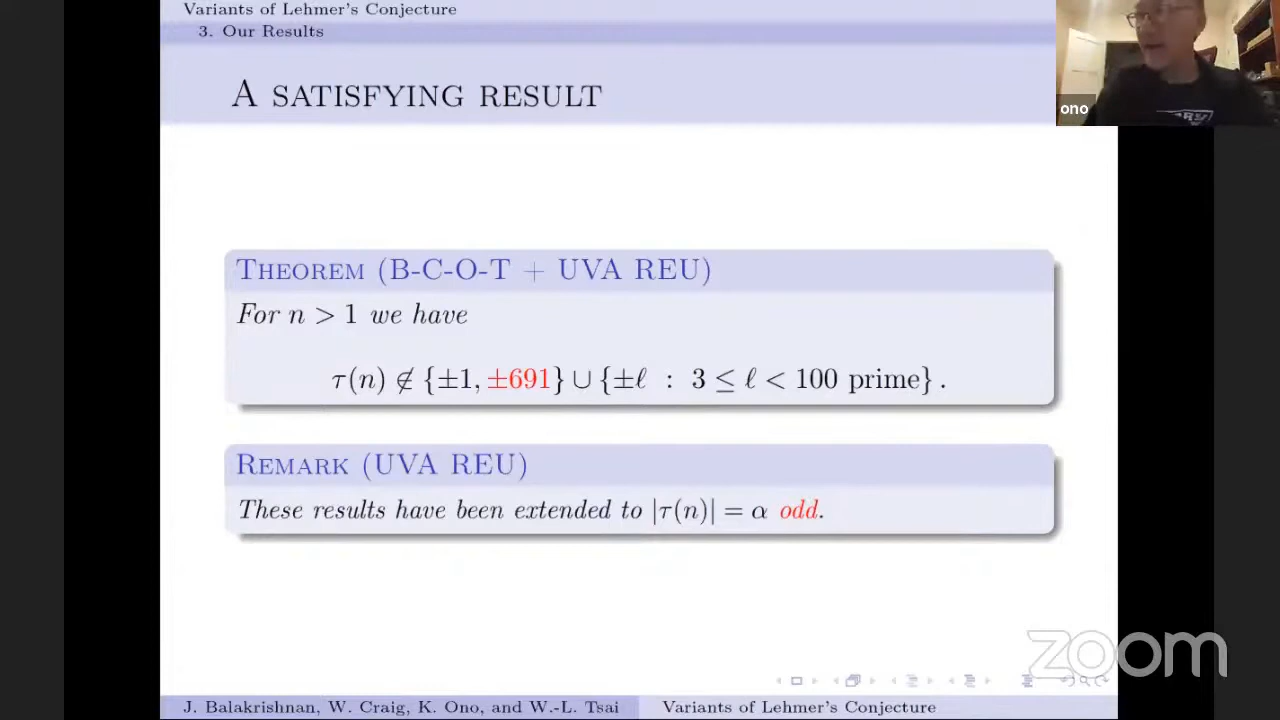 Variants of Lehmer's Conjecture
3. Our Results
A SATISFYING RESULT
ono
THEOREM (B-C-O-T + UVA REU)
For n > 1 we have
τ(n) ∉ {±1, ±691} ∪ {±ℓ : 3 ≤ ℓ < 100 prime} .
REMARK (UVA REU)
These results have been extended to |τ(n)| = α odd.
zoom
J. Balakrishnan, W. Craig, K. Ono, and W.-L. Tsai
Variants of Lehmer's Conjecture